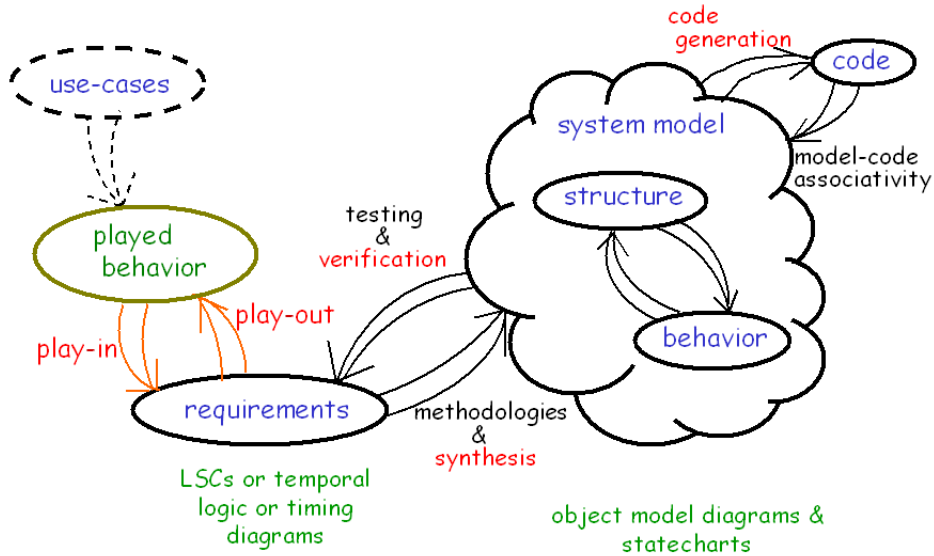 code
generation
code
use-cases
system model
model-code
associativity
structure
testing
&
verification
played
behavior
play-out
play-in
behavior
requirements
methodologies
&
synthesis
LSCs or temporal
logic or timing
diagrams
object model diagrams &
statecharts